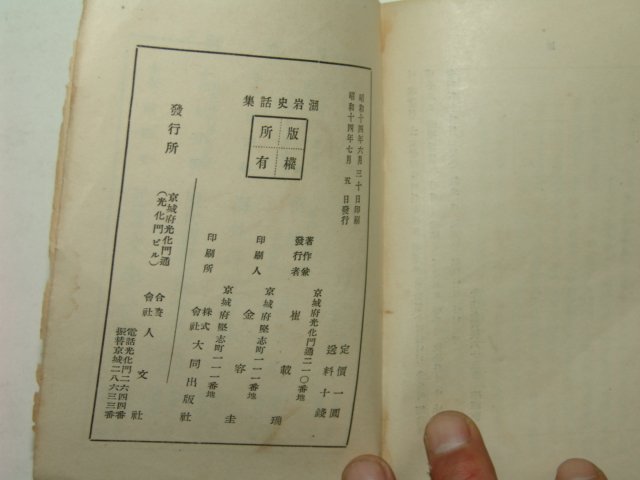 昭和十四年六月三十日印刷
昭和十四年七月五日發行
湖岩史話集
版權
所有
定價一圓
送料十錢
京城府光化門通二一〇番地
著作兼
發行者 崔載瑞
京城府堅志町一一一番地
印刷人 金容圭
京城府堅志町一一一番地
印刷所 株式會社 大同出版社
發行所
京城府光化門通
(光化門ビル)
合資會社 人文社
電話光化門二六四四番
振替京城二八六三三番